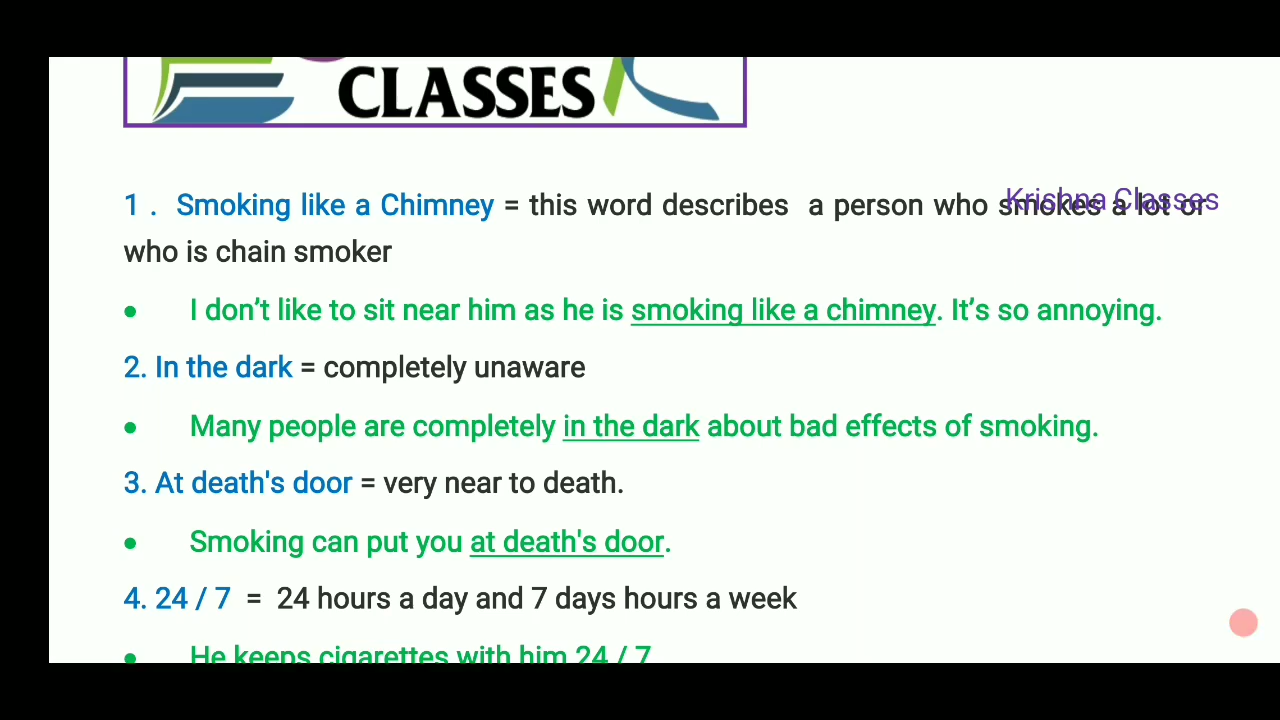 CLASSES
Krishna Classes
1 . Smoking like a Chimney = this word describes a person who smokes a lot or
who is chain smoker
• I don’t like to sit near him as he is smoking like a chimney. It’s so annoying.
2. In the dark = completely unaware
• Many people are completely in the dark about bad effects of smoking.
3. At death's door = very near to death.
• Smoking can put you at death's door.
4. 24 / 7 = 24 hours a day and 7 days hours a week
• He keeps cigarettes with him 24 / 7